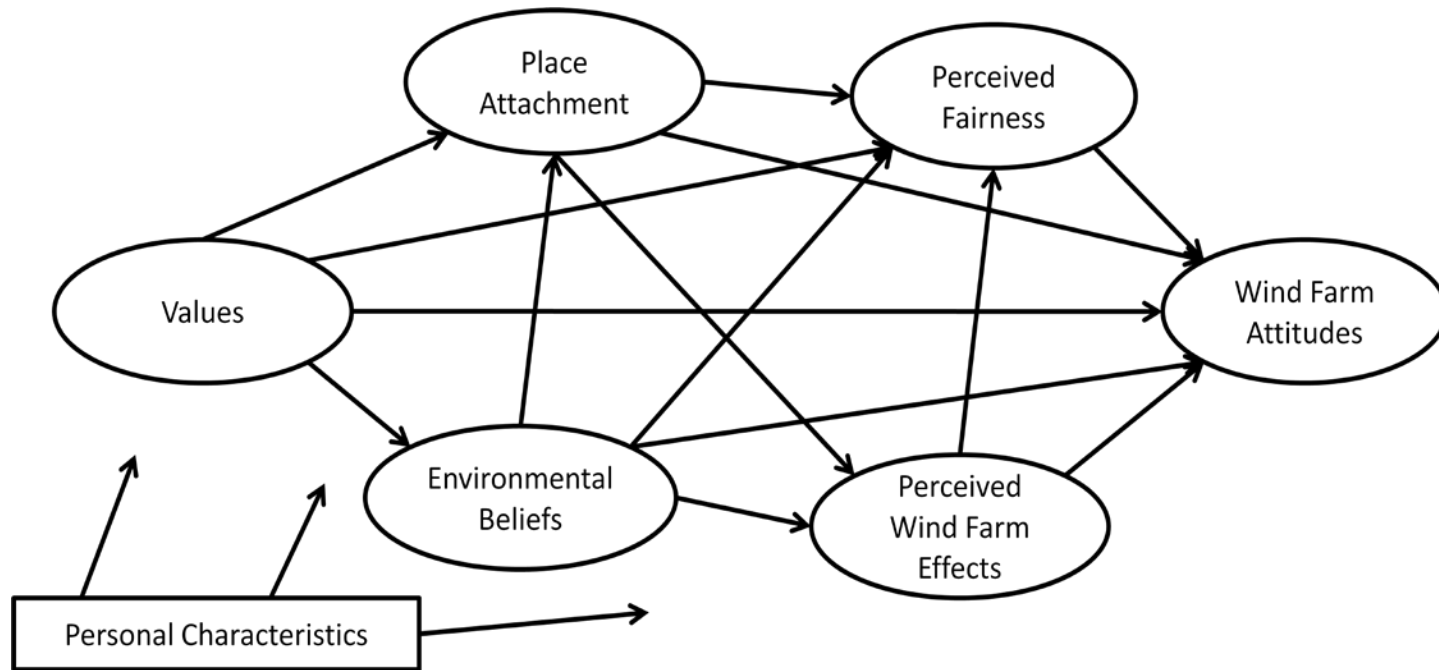 Place
Attachment
Perceived
Fairness
Values
Wind Farm
Attitudes
Environmental
Beliefs
Perceived
Wind Farm
Effects
Personal Characteristics